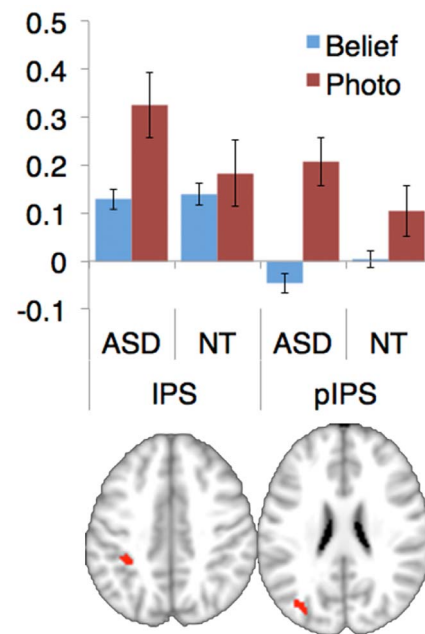 0.5
0.4
0.3
0.2
0.1
0
-0.1
Belief
Photo
ASD NT ASD NT
IPS pIPS